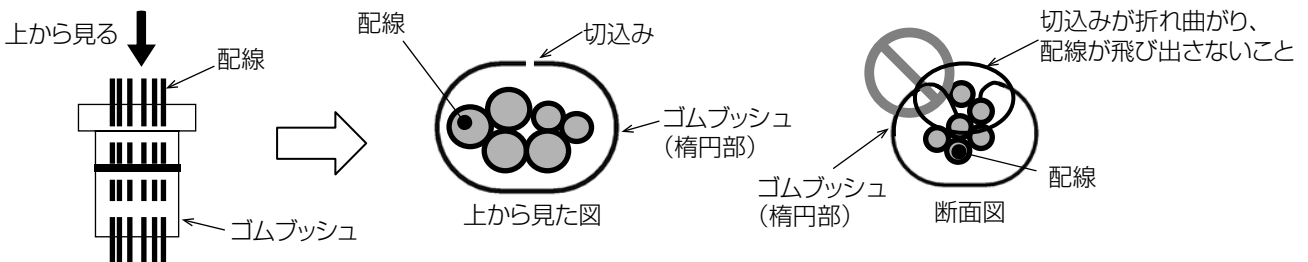 上から見る
配線
ゴムブッシュ
配線
切込み
ゴムブッシュ
（楕円部）
上から見た図
切込みが折れ曲がり、
配線が飛び出さないこと
ゴムブッシュ
（楕円部）
配線
断面図